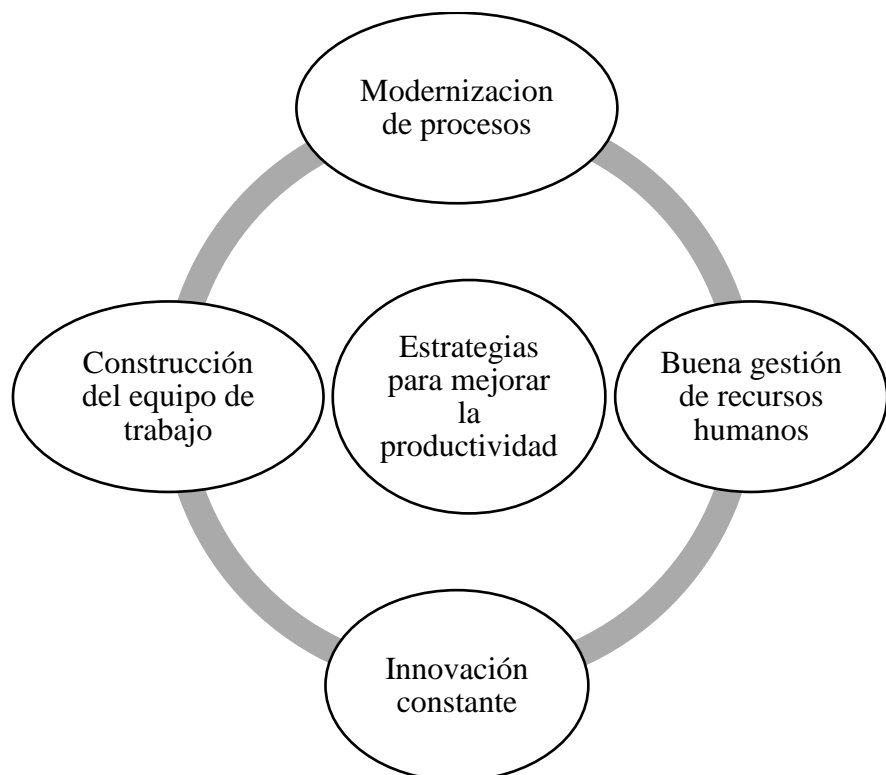 Modernizacion
de procesos
Construcción
del equipo de
trabajo
Estrategias
para mejorar
la
productividad
Buena gestión
de recursos
humanos
Innovación
constante